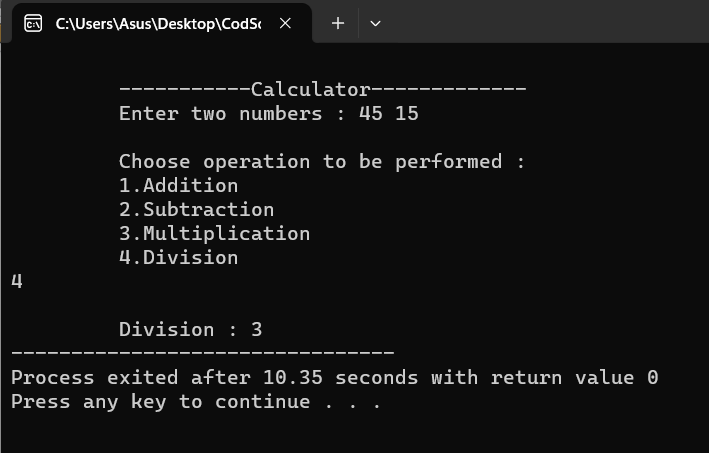 C:\Users\Asus\Desktop\CodSo
-----------Calculator-------------
Enter two numbers : 45 15
Choose operation to be performed :
1.Addition
2.Subtraction
3.Multiplication
4.Division
4
Division : 3
--------------------------------
Process exited after 10.35 seconds with return value 0
Press any key to continue . . .